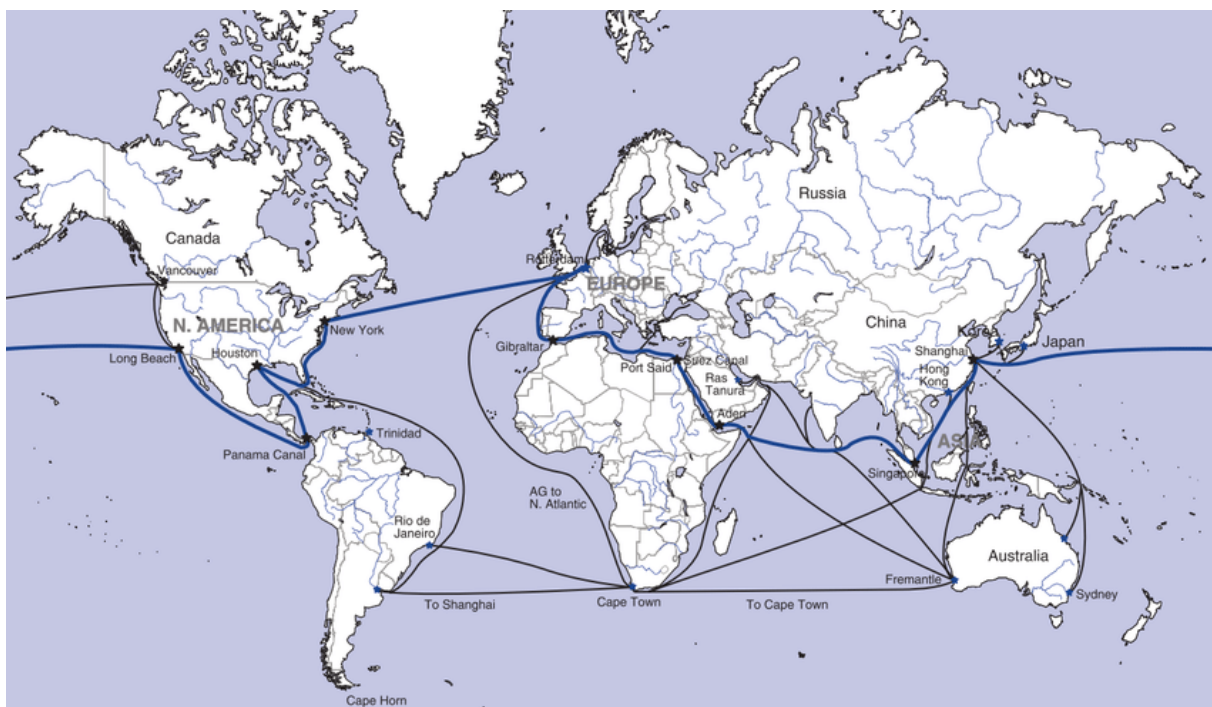 Russia
Canada
Rotterdam
Vancouver
EUROPE
N. AMERICA
New York
China
Korea
Japan
Long Beach
Houston
Gibraltar
Port Said
Suez Canal
Shanghai
Hong
Kong
Ras
Tanura
Aden
Trinidad
Panama Canal
ASIA
Singapore
AG to
N. Atlantic
Rio de
Janeiro
Australia
Fremantle
To Shanghai
Cape Town
To Cape Town
Sydney
Cape Horn